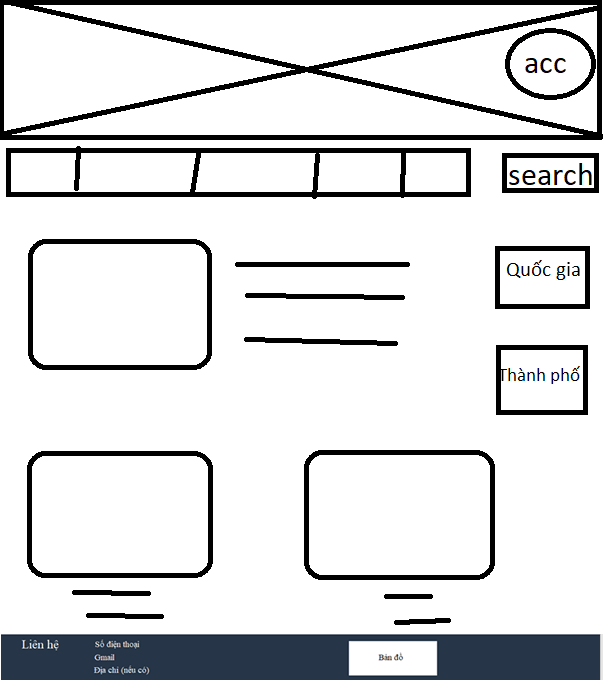 acc
search
Quốc gia
Thành phố
Liên hệ
Số điện thoại
Gmail
Địa chỉ (nếu có)
Bản đồ